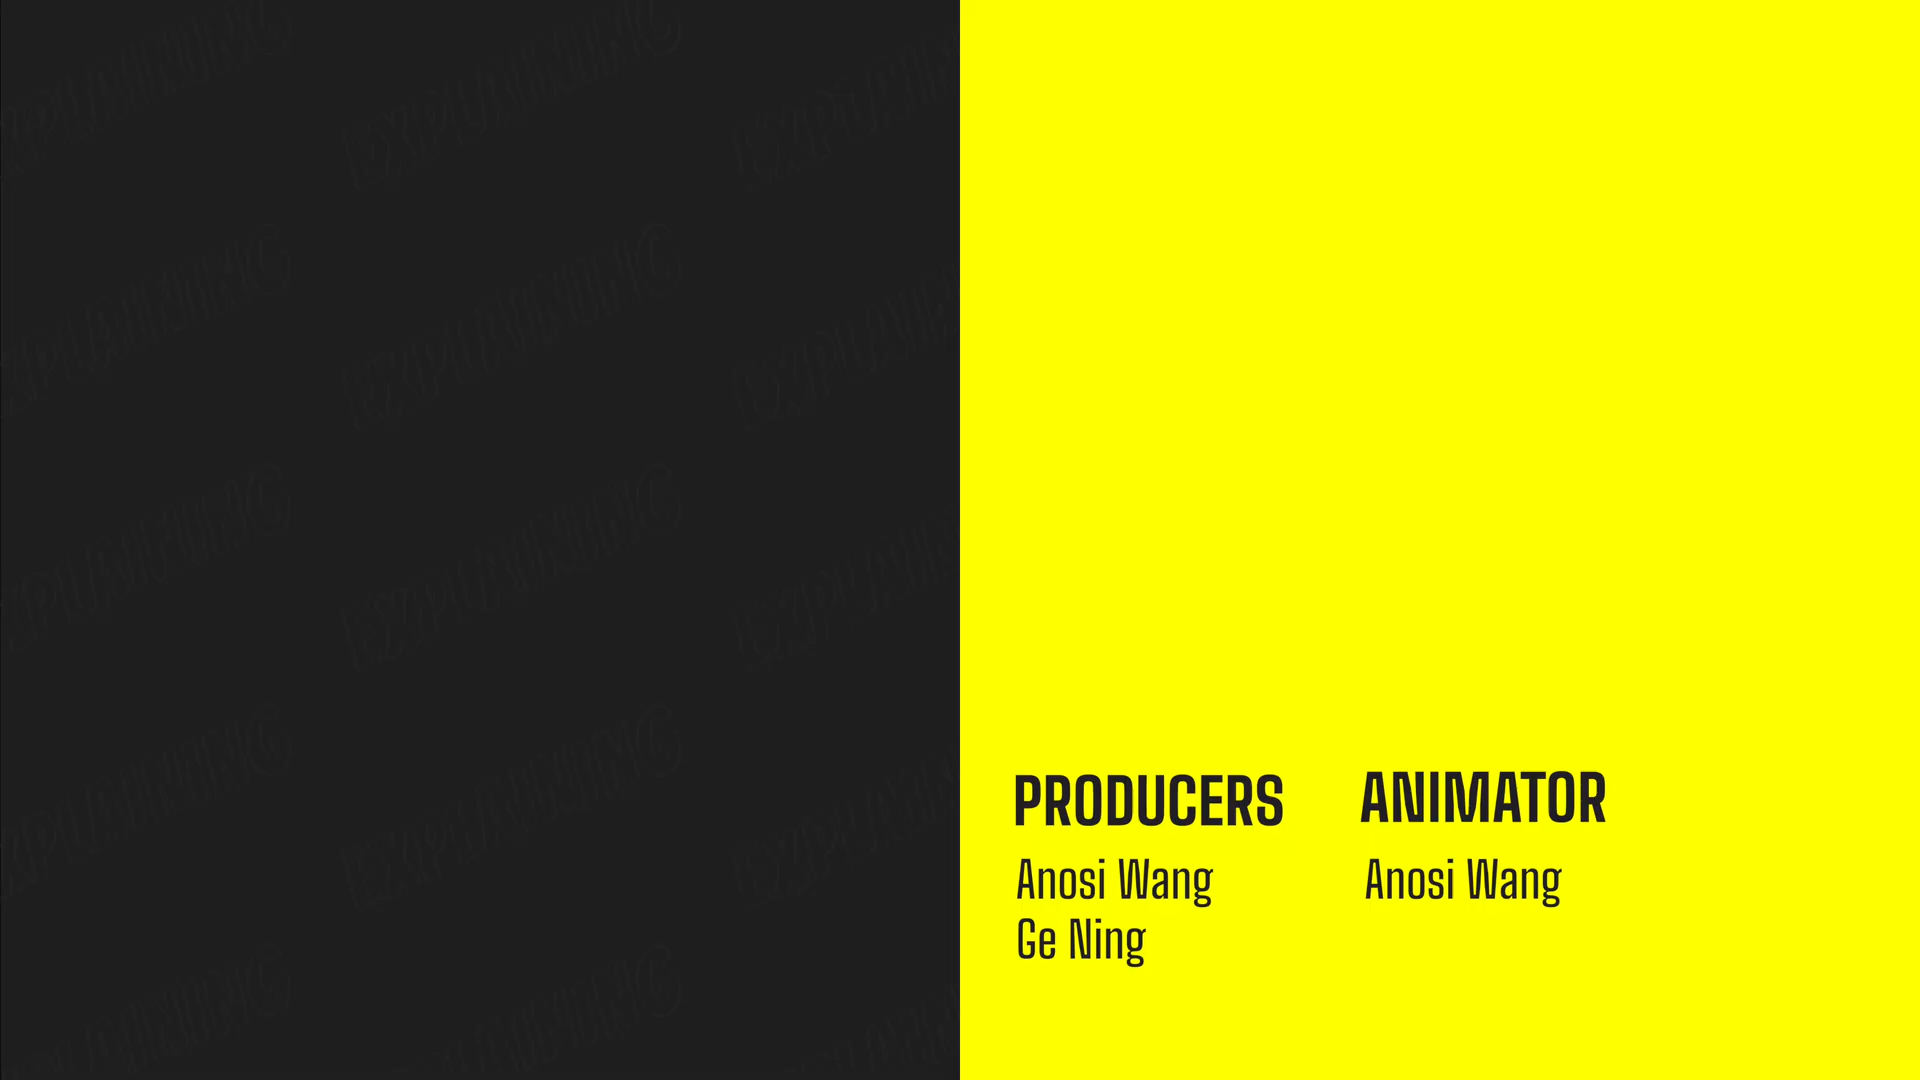 PRODUCERS
Anosi Wang
Ge Ning
ANIMATOR
Anosi Wang